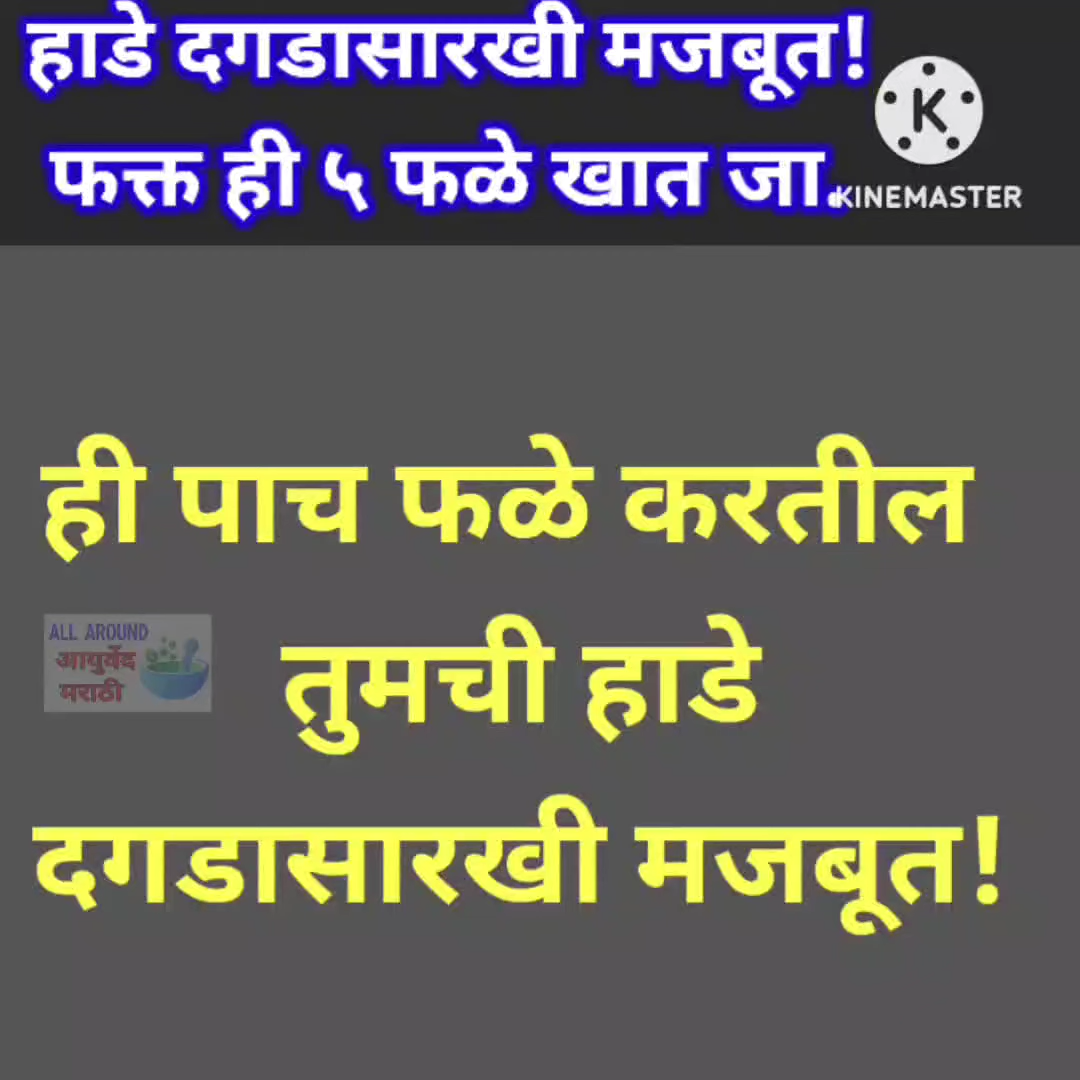 हाडे दगडासारखी मजबूत!
फक्त ही ५ फळे खात जा.
K
KINEMASTER
ही पाच फळे करतील
ALL AROUND
आयुर्वेद
मराठी
तुमची हाडे
दगडासारखी मजबूत!